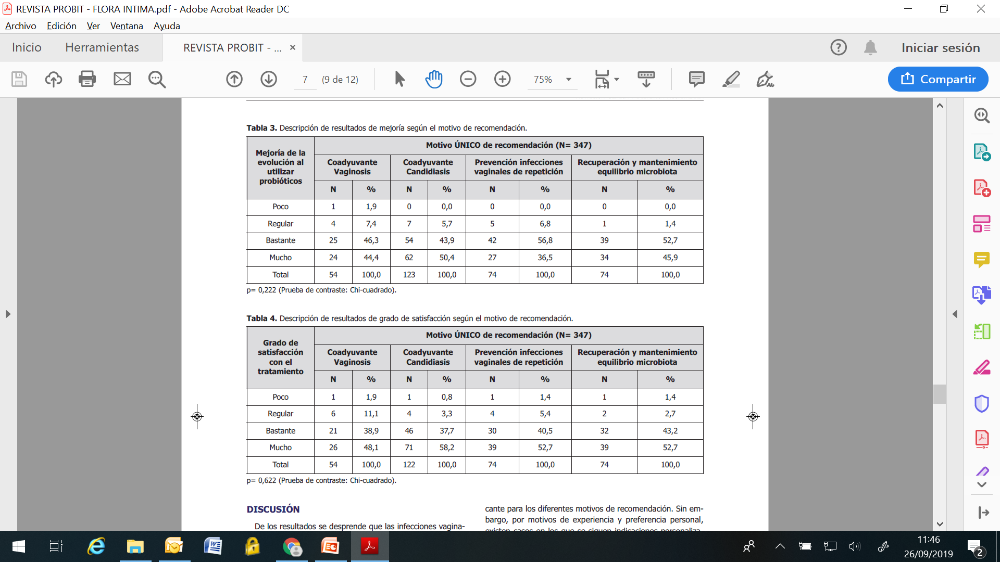 REVISTA PROBIT - FLORA INTIMA.pdf - Adobe Acrobat Reader DC
Archivo Edición Ver Ventana Ayuda
Inicio Herramientas REVISTA PROBIT - ... × Iniciar sesión
7 (9 de 12) 75% Compartir
Tabla 3. Descripción de resultados de mejoría según el motivo de recomendación.
Mejoría de la evolución al utilizar probióticos
Motivo ÚNICO de recomendación (N= 347)
Coadyuvante Vaginosis Coadyuvante Candidiasis Prevención infecciones vaginales de repetición Recuperación y mantenimiento equilibrio microbiota
N % N % N % N %
Poco 1 1,9 0 0,0 0 0,0 0 0,0
Regular 4 7,4 7 5,7 5 6,8 1 1,4
Bastante 25 46,3 54 43,9 42 56,8 39 52,7
Mucho 24 44,4 62 50,4 27 36,5 34 45,9
Total 54 100,0 123 100,0 74 100,0 74 100,0
p= 0,222 (Prueba de contraste: Chi-cuadrado).
Tabla 4. Descripción de resultados de grado de satisfacción según el motivo de recomendación.
Grado de satisfacción con el tratamiento
Motivo ÚNICO de recomendación (N= 347)
Coadyuvante Vaginosis Coadyuvante Candidiasis Prevención infecciones vaginales de repetición Recuperación y mantenimiento equilibrio microbiota
N % N % N % N %
Poco 1 1,9 1 0,8 1 1,4 1 1,4
Regular 6 11,1 4 3,3 4 5,4 2 2,7
Bastante 21 38,9 46 37,7 30 40,5 32 43,2
Mucho 26 48,1 71 58,2 39 52,7 39 52,7
Total 54 100,0 122 100,0 74 100,0 74 100,0
p= 0,622 (Prueba de contraste: Chi-cuadrado).
DISCUSIÓN
De los resultados se desprende que las infecciones vagina-
cante para los diferentes motivos de recomendación. Sin em-
bargo, por motivos de experiencia y preferencia personal,
existen casos en los que se siguen indicaciones personaliza-
11:46
26/09/2019
2